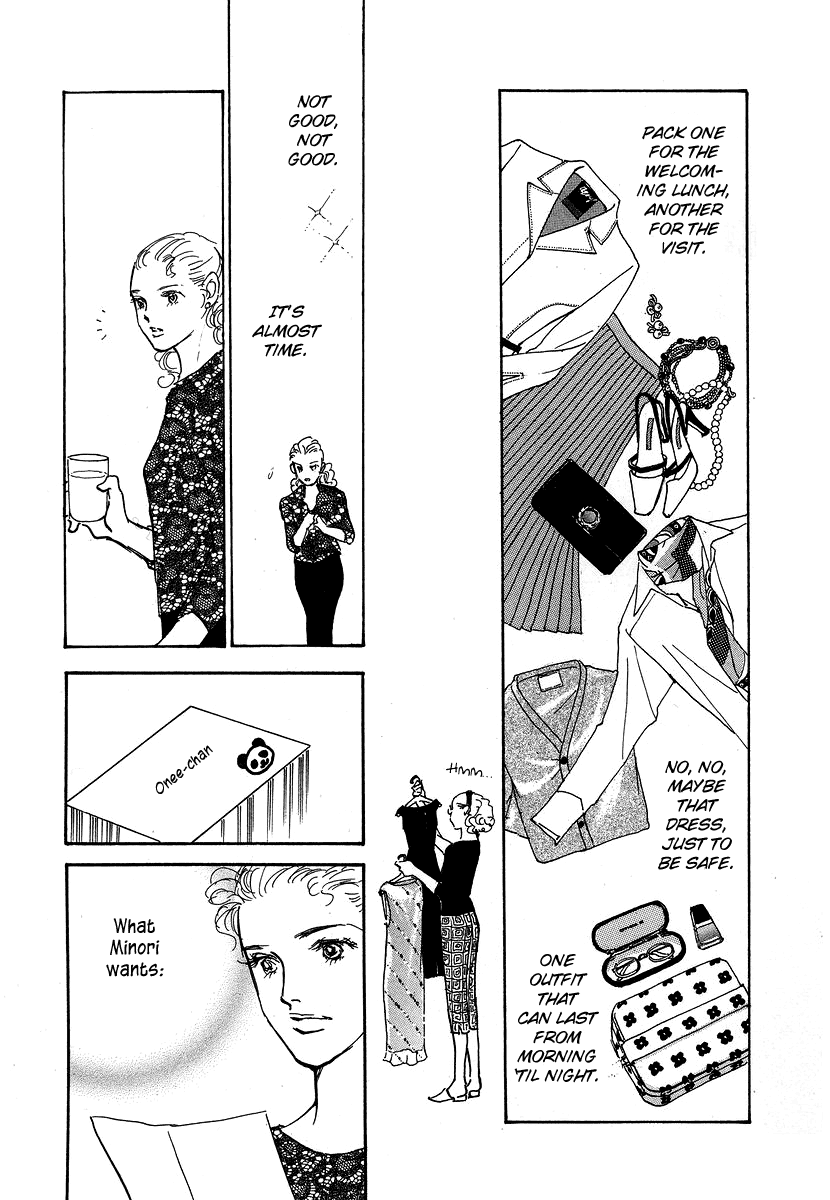 PACK ONE
FOR THE
WELCOM-
ING LUNCH,
ANOTHER
FOR THE
VISIT.
NO, NO,
MAYBE
THAT
DRESS,
JUST TO
BE SAFE.
ONE
OUTFIT
THAT
CAN LAST
FROM
MORNING
'TIL NIGHT.
Hmm...
NOT
GOOD,
NOT
GOOD.
IT'S
ALMOST
TIME.
Onee-chan
What
Minori
wants: